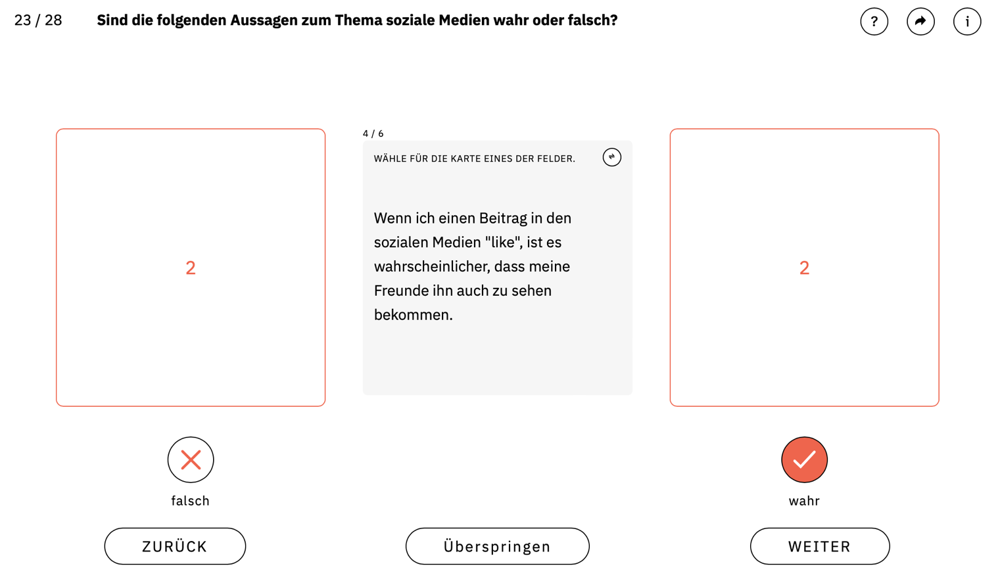 23 / 28
Sind die folgenden Aussagen zum Thema soziale Medien wahr oder falsch?
?
i
2
4 / 6
WÄHLE FÜR DIE KARTE EINES DER FELDER.
Wenn ich einen Beitrag in den
sozialen Medien "like", ist es
wahrscheinlicher, dass meine
Freunde ihn auch zu sehen
bekommen.
2
falsch
wahr
ZURÜCK
Überspringen
WEITER